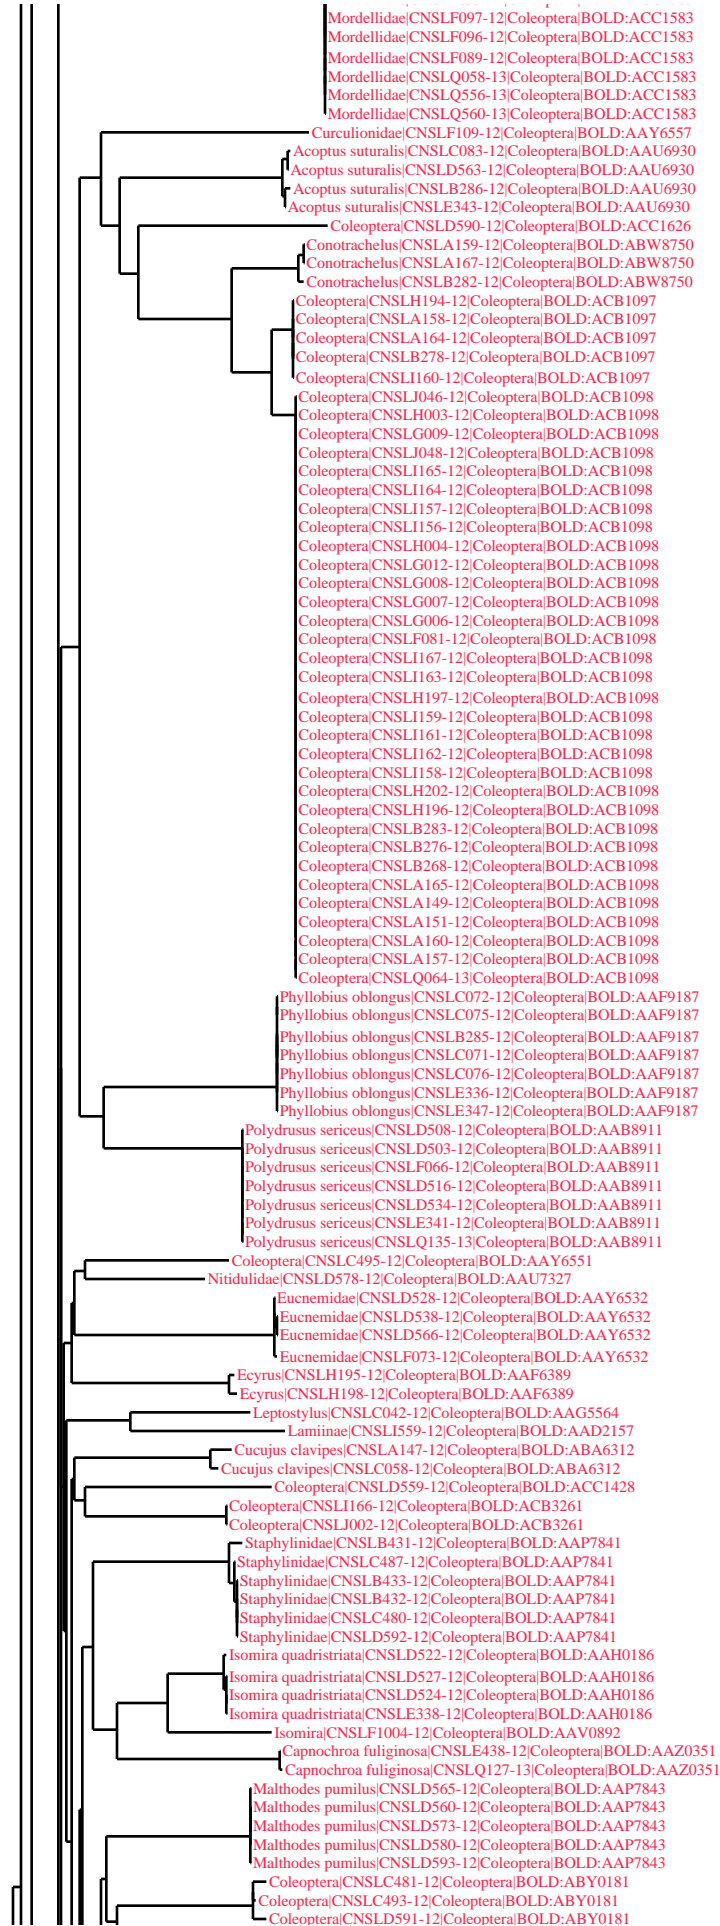 Mordellidae|CNSLF097-12|Coleoptera|BOLD:ACC1583
Mordellidae|CNSLF096-12|Coleoptera|BOLD:ACC1583
Mordellidae|CNSLF089-12|Coleoptera|BOLD:ACC1583
Mordellidae|CNSLQ058-13|Coleoptera|BOLD:ACC1583
Mordellidae|CNSLQ556-13|Coleoptera|BOLD:ACC1583
Mordellidae|CNSLQ560-13|Coleoptera|BOLD:ACC1583
Curculionidae|CNSLF109-12|Coleoptera|BOLD:AAY6557
Acoptus suturalis|CNSLC083-12|Coleoptera|BOLD:AAU6930
Acoptus suturalis|CNSLD563-12|Coleoptera|BOLD:AAU6930
Acoptus suturalis|CNSLB286-12|Coleoptera|BOLD:AAU6930
Acoptus suturalis|CNSLE343-12|Coleoptera|BOLD:AAU6930
Coleoptera|CNSLD590-12|Coleoptera|BOLD:ACC1626
Conotrachelus|CNSLA159-12|Coleoptera|BOLD:ABW8750
Conotrachelus|CNSLA167-12|Coleoptera|BOLD:ABW8750
Conotrachelus|CNSLB282-12|Coleoptera|BOLD:ABW8750
Coleoptera|CNSLH194-12|Coleoptera|BOLD:ACB1097
Coleoptera|CNSLA158-12|Coleoptera|BOLD:ACB1097
Coleoptera|CNSLA164-12|Coleoptera|BOLD:ACB1097
Coleoptera|CNSLB278-12|Coleoptera|BOLD:ACB1097
Coleoptera|CNSLI160-12|Coleoptera|BOLD:ACB1097
Coleoptera|CNSLJ046-12|Coleoptera|BOLD:ACB1098
Coleoptera|CNSLH003-12|Coleoptera|BOLD:ACB1098
Coleoptera|CNSLG009-12|Coleoptera|BOLD:ACB1098
Coleoptera|CNSLJ048-12|Coleoptera|BOLD:ACB1098
Coleoptera|CNSLI165-12|Coleoptera|BOLD:ACB1098
Coleoptera|CNSLI164-12|Coleoptera|BOLD:ACB1098
Coleoptera|CNSLI157-12|Coleoptera|BOLD:ACB1098
Coleoptera|CNSLI156-12|Coleoptera|BOLD:ACB1098
Coleoptera|CNSLH004-12|Coleoptera|BOLD:ACB1098
Coleoptera|CNSLG012-12|Coleoptera|BOLD:ACB1098
Coleoptera|CNSLG008-12|Coleoptera|BOLD:ACB1098
Coleoptera|CNSLG007-12|Coleoptera|BOLD:ACB1098
Coleoptera|CNSLG006-12|Coleoptera|BOLD:ACB1098
Coleoptera|CNSLF081-12|Coleoptera|BOLD:ACB1098
Coleoptera|CNSLI167-12|Coleoptera|BOLD:ACB1098
Coleoptera|CNSLI163-12|Coleoptera|BOLD:ACB1098
Coleoptera|CNSLH197-12|Coleoptera|BOLD:ACB1098
Coleoptera|CNSLI159-12|Coleoptera|BOLD:ACB1098
Coleoptera|CNSLI161-12|Coleoptera|BOLD:ACB1098
Coleoptera|CNSLI162-12|Coleoptera|BOLD:ACB1098
Coleoptera|CNSLI158-12|Coleoptera|BOLD:ACB1098
Coleoptera|CNSLH202-12|Coleoptera|BOLD:ACB1098
Coleoptera|CNSLH196-12|Coleoptera|BOLD:ACB1098
Coleoptera|CNSLB283-12|Coleoptera|BOLD:ACB1098
Coleoptera|CNSLB276-12|Coleoptera|BOLD:ACB1098
Coleoptera|CNSLB268-12|Coleoptera|BOLD:ACB1098
Coleoptera|CNSLA165-12|Coleoptera|BOLD:ACB1098
Coleoptera|CNSLA149-12|Coleoptera|BOLD:ACB1098
Coleoptera|CNSLA151-12|Coleoptera|BOLD:ACB1098
Coleoptera|CNSLA160-12|Coleoptera|BOLD:ACB1098
Coleoptera|CNSLA157-12|Coleoptera|BOLD:ACB1098
Coleoptera|CNSLQ064-13|Coleoptera|BOLD:ACB1098
Phyllobius oblongus|CNSLC072-12|Coleoptera|BOLD:AAF9187
Phyllobius oblongus|CNSLC075-12|Coleoptera|BOLD:AAF9187
Phyllobius oblongus|CNSLB285-12|Coleoptera|BOLD:AAF9187
Phyllobius oblongus|CNSLC071-12|Coleoptera|BOLD:AAF9187
Phyllobius oblongus|CNSLC076-12|Coleoptera|BOLD:AAF9187
Phyllobius oblongus|CNSLE336-12|Coleoptera|BOLD:AAF9187
Phyllobius oblongus|CNSLE347-12|Coleoptera|BOLD:AAF9187
Polydrusus sericeus|CNSLD508-12|Coleoptera|BOLD:AAB8911
Polydrusus sericeus|CNSLD503-12|Coleoptera|BOLD:AAB8911
Polydrusus sericeus|CNSLF066-12|Coleoptera|BOLD:AAB8911
Polydrusus sericeus|CNSLD516-12|Coleoptera|BOLD:AAB8911
Polydrusus sericeus|CNSLD534-12|Coleoptera|BOLD:AAB8911
Polydrusus sericeus|CNSLE341-12|Coleoptera|BOLD:AAB8911
Polydrusus sericeus|CNSLQ135-13|Coleoptera|BOLD:AAB8911
Coleoptera|CNSLC495-12|Coleoptera|BOLD:AAY6551
Nitidulidae|CNSLD578-12|Coleoptera|BOLD:AAU7327
Eucnemidae|CNSLD528-12|Coleoptera|BOLD:AAY6532
Eucnemidae|CNSLD538-12|Coleoptera|BOLD:AAY6532
Eucnemidae|CNSLD566-12|Coleoptera|BOLD:AAY6532
Eucnemidae|CNSLF073-12|Coleoptera|BOLD:AAY6532
Ecyrus|CNSLH195-12|Coleoptera|BOLD:AAF6389
Ecyrus|CNSLH198-12|Coleoptera|BOLD:AAF6389
Leptostylus|CNSLC042-12|Coleoptera|BOLD:AAG5564
Lamiinae|CNSLI559-12|Coleoptera|BOLD:AAD2157
Cucujus clavipes|CNSLA147-12|Coleoptera|BOLD:ABA6312
Cucujus clavipes|CNSLC058-12|Coleoptera|BOLD:ABA6312
Coleoptera|CNSLD559-12|Coleoptera|BOLD:ACC1428
Coleoptera|CNSLI166-12|Coleoptera|BOLD:ACB3261
Coleoptera|CNSLJ002-12|Coleoptera|BOLD:ACB3261
Staphylinidae|CNSLB431-12|Coleoptera|BOLD:AAP7841
Staphylinidae|CNSLC487-12|Coleoptera|BOLD:AAP7841
Staphylinidae|CNSLB433-12|Coleoptera|BOLD:AAP7841
Staphylinidae|CNSLB432-12|Coleoptera|BOLD:AAP7841
Staphylinidae|CNSLC480-12|Coleoptera|BOLD:AAP7841
Staphylinidae|CNSLD592-12|Coleoptera|BOLD:AAP7841
Isomira quadristriata|CNSLD522-12|Coleoptera|BOLD:AAH0186
Isomira quadristriata|CNSLD527-12|Coleoptera|BOLD:AAH0186
Isomira quadristriata|CNSLD524-12|Coleoptera|BOLD:AAH0186
Isomira quadristriata|CNSLE338-12|Coleoptera|BOLD:AAH0186
Isomira|CNSLF1004-12|Coleoptera|BOLD:AAV0892
Capnochroa fuliginosa|CNSLE438-12|Coleoptera|BOLD:AAZ0351
Capnochroa fuliginosa|CNSLQ127-13|Coleoptera|BOLD:AAZ0351
Malthodes pumilus|CNSLD565-12|Coleoptera|BOLD:AAP7843
Malthodes pumilus|CNSLD560-12|Coleoptera|BOLD:AAP7843
Malthodes pumilus|CNSLD573-12|Coleoptera|BOLD:AAP7843
Malthodes pumilus|CNSLD580-12|Coleoptera|BOLD:AAP7843
Malthodes pumilus|CNSLD593-12|Coleoptera|BOLD:AAP7843
Coleoptera|CNSLC481-12|Coleoptera|BOLD:ABY0181
Coleoptera|CNSLC493-12|Coleoptera|BOLD:ABY0181
Coleoptera|CNSLD591-12|Coleoptera|BOLD:ABY0181